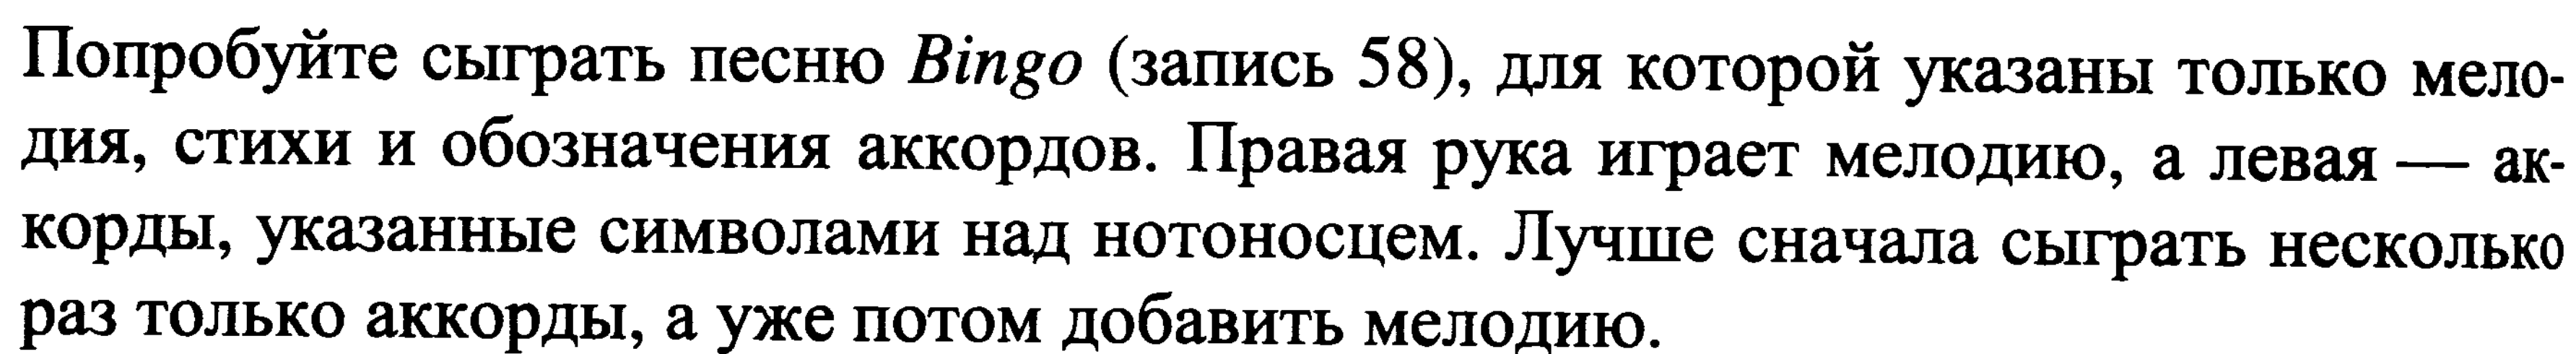 Попробуйте сыграть песню Bingo (запись 58), для которой указаны только мело-
дия, стихи и обозначения аккордов. Правая рука играет мелодию, а левая — ак-
корды, указанные символами над нотоносцем. Лучше сначала сыграть несколько
раз только аккорды, а уже потом добавить мелодию.